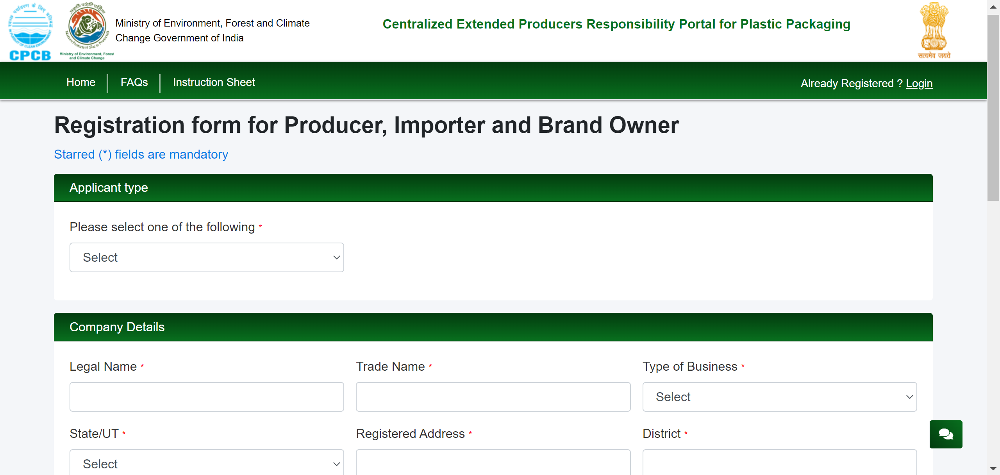 CPCB
Ministry of Environment, Forest
and Climate Change
Ministry of Environment, Forest and Climate
Change Government of India
Centralized Extended Producers Responsibility Portal for Plastic Packaging
सत्यमेव जयते
Home
FAQs
Instruction Sheet
Already Registered ? Login
Registration form for Producer, Importer and Brand Owner
Starred (*) fields are mandatory
Applicant type
Please select one of the following *
Select
Company Details
Legal Name *
Trade Name *
Type of Business *
Select
State/UT *
Registered Address *
District *
Select